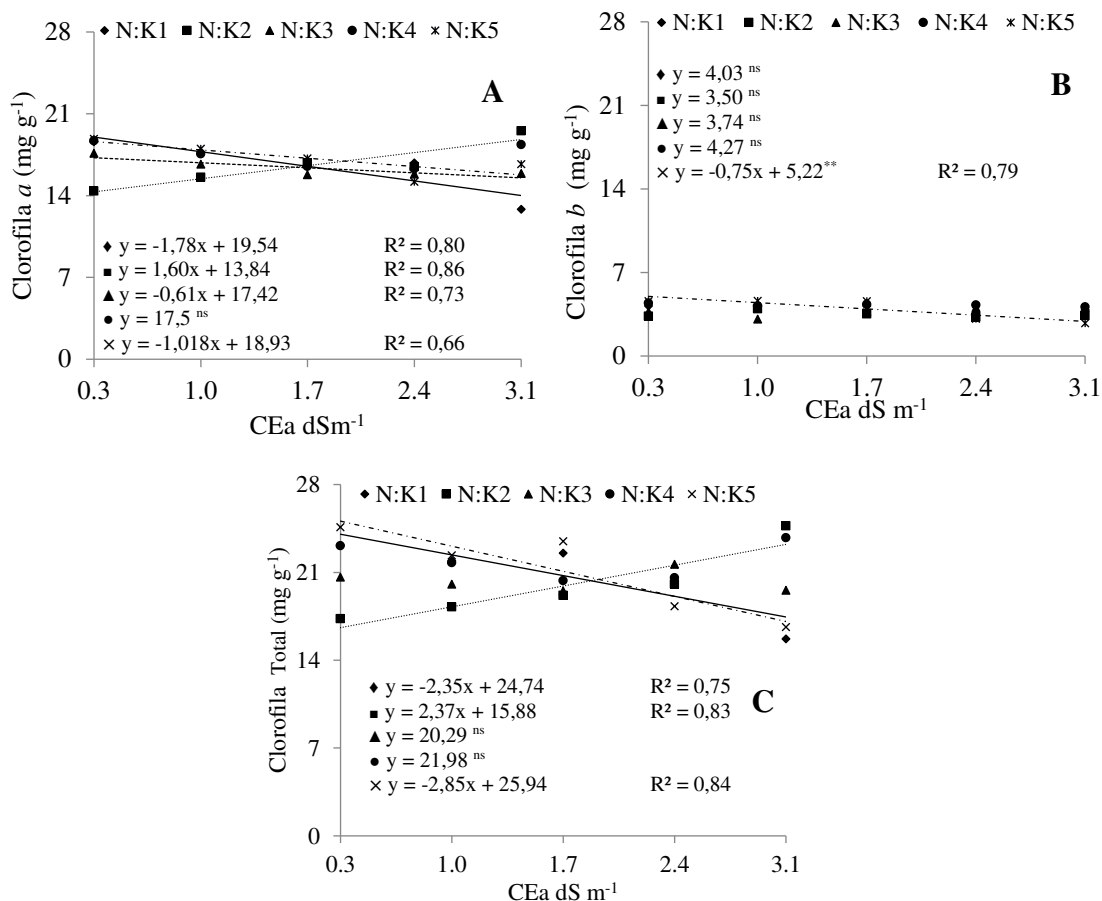 N:K1 N:K2 N:K3 N:K4 N:K5
A
Clorofila a (mg g-1)
28
21
14
7
0
y = -1,78x + 19,54 R² = 0,80
y = 1,60x + 13,84 R² = 0,86
y = -0,61x + 17,42 R² = 0,73
y = 17,5 ns
y = -1,018x + 18,93 R² = 0,66
0.3 1.0 1.7 2.4 3.1
CEa dSm-1
N:K1 N:K2 N:K3 N:K4 N:K5
B
Clorofila b (mg g-1)
28
21
14
7
0
y = 4,03 ns
y = 3,50 ns
y = 3,74 ns
y = 4,27 ns
y = -0,75x + 5,22** R² = 0,79
0.3 1.0 1.7 2.4 3.1
CEa dS m-1
N:K1 N:K2 N:K3 N:K4 N:K5
Clorofila Total (mg g-1)
28
21
14
7
0
y = -2,35x + 24,74 R² = 0,75
y = 2,37x + 15,88 R² = 0,83
C
y = 20,29 ns
y = 21,98 ns
y = -2,85x + 25,94 R² = 0,84
0.3 1.0 1.7 2.4 3.1
CEa dS m-1